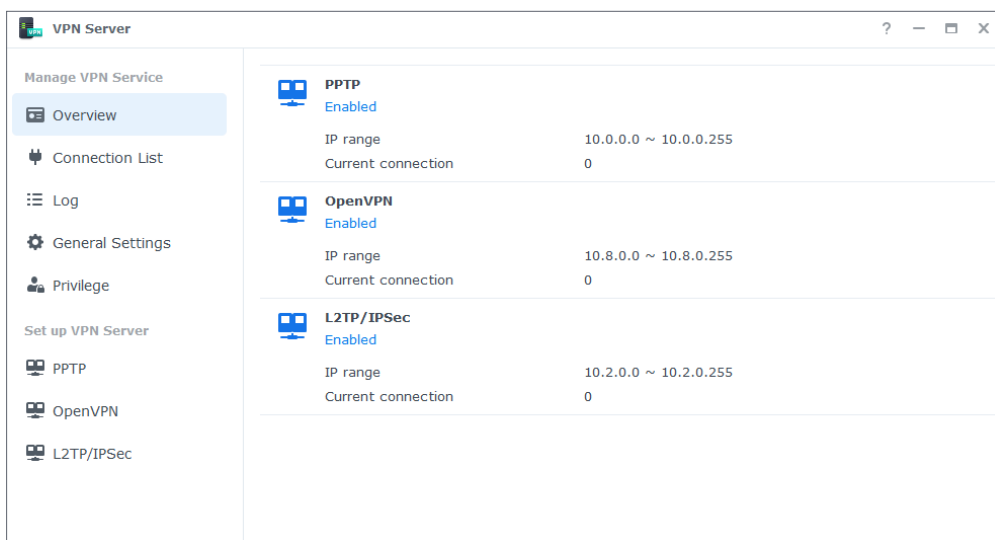 VPN Server
?
Manage VPN Service
Overview
Connection List
Log
General Settings
Privilege
Set up VPN Server
PPTP
OpenVPN
L2TP/IPSec
PPTP
Enabled
IP range 10.0.0.0 ~ 10.0.0.255
Current connection 0
OpenVPN
Enabled
IP range 10.8.0.0 ~ 10.8.0.255
Current connection 0
L2TP/IPSec
Enabled
IP range 10.2.0.0 ~ 10.2.0.255
Current connection 0